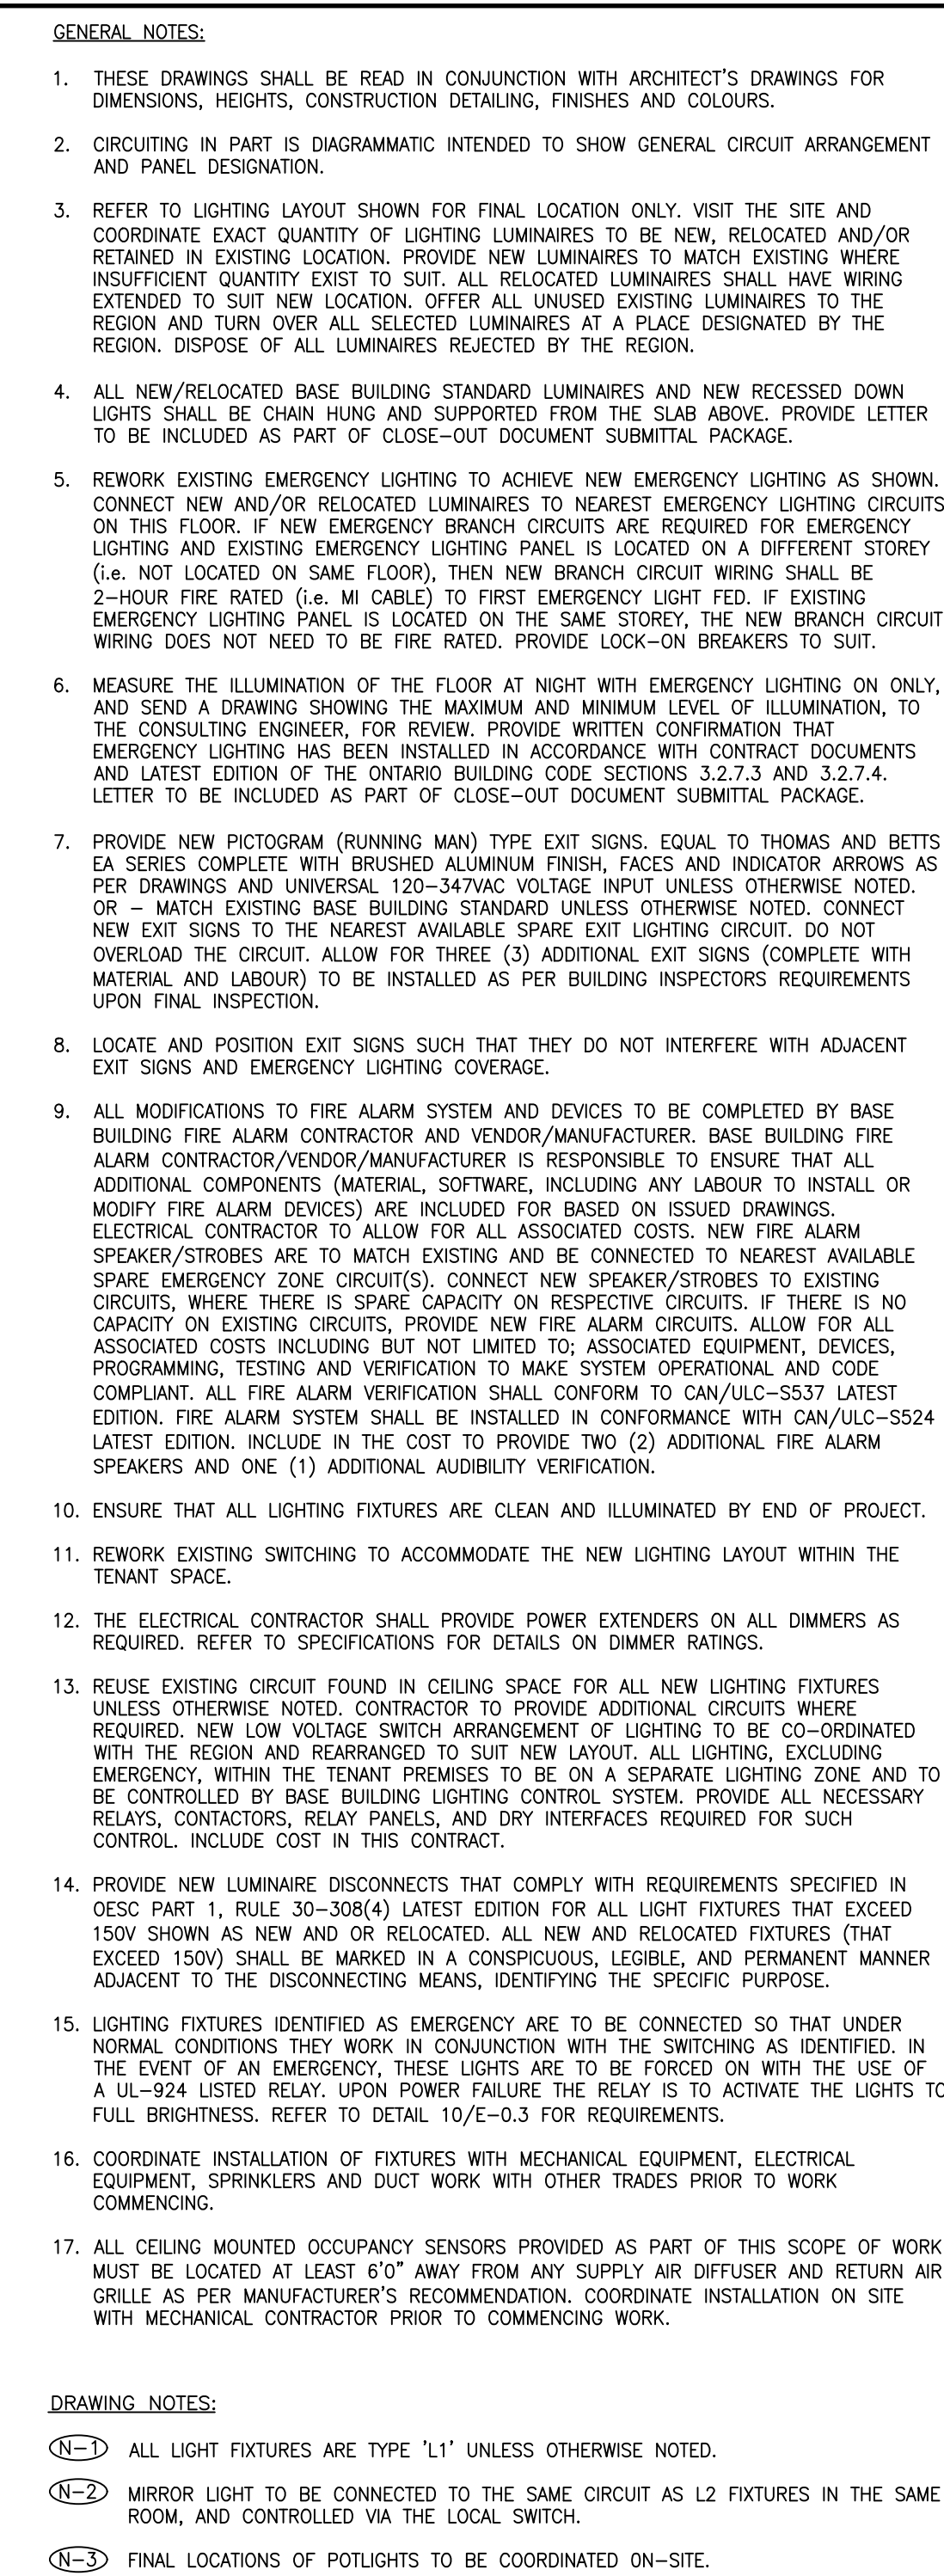 GENERAL NOTES:
1. THESE DRAWINGS SHALL BE READ IN CONJUNCTION WITH ARCHITECT'S DRAWINGS FOR
DIMENSIONS, HEIGHTS, CONSTRUCTION DETAILING, FINISHES AND COLOURS.
2. CIRCUITING IN PART IS DIAGRAMMATIC INTENDED TO SHOW GENERAL CIRCUIT ARRANGEMENT
AND PANEL DESIGNATION.
3. REFER TO LIGHTING LAYOUT SHOWN FOR FINAL LOCATION ONLY. VISIT THE SITE AND
COORDINATE EXACT QUANTITY OF LIGHTING LUMINAIRES TO BE NEW, RELOCATED AND/OR
RETAINED IN EXISTING LOCATION. PROVIDE NEW LUMINAIRES TO MATCH EXISTING WHERE
INSUFFICIENT QUANTITY EXIST TO SUIT. ALL RELOCATED LUMINAIRES SHALL HAVE WIRING
EXTENDED TO SUIT NEW LOCATION. OFFER ALL UNUSED EXISTING LUMINAIRES TO THE
REGION AND TURN OVER ALL SELECTED LUMINAIRES AT A PLACE DESIGNATED BY THE
REGION. DISPOSE OF ALL LUMINAIRES REJECTED BY THE REGION.
4. ALL NEW/RELOCATED BASE BUILDING STANDARD LUMINAIRES AND NEW RECESSED DOWN
LIGHTS SHALL BE CHAIN HUNG AND SUPPORTED FROM THE SLAB ABOVE. PROVIDE LETTER
TO BE INCLUDED AS PART OF CLOSE-OUT DOCUMENT SUBMITTAL PACKAGE.
5. REWORK EXISTING EMERGENCY LIGHTING TO ACHIEVE NEW EMERGENCY LIGHTING AS SHOWN.
CONNECT NEW AND/OR RELOCATED LUMINAIRES TO NEAREST EMERGENCY LIGHTING CIRCUITS
ON THIS FLOOR. IF NEW EMERGENCY BRANCH CIRCUITS ARE REQUIRED FOR EMERGENCY
LIGHTING AND EXISTING EMERGENCY LIGHTING PANEL IS LOCATED ON A DIFFERENT STOREY
(i.e. NOT LOCATED ON SAME FLOOR), THEN NEW BRANCH CIRCUIT WIRING SHALL BE
2-HOUR FIRE RATED (i.e. MI CABLE) TO FIRST EMERGENCY LIGHT FED. IF EXISTING
EMERGENCY LIGHTING PANEL IS LOCATED ON THE SAME STOREY, THE NEW BRANCH CIRCUIT
WIRING DOES NOT NEED TO BE FIRE RATED. PROVIDE LOCK-ON BREAKERS TO SUIT.
6. MEASURE THE ILLUMINATION OF THE FLOOR AT NIGHT WITH EMERGENCY LIGHTING ON ONLY,
AND SEND A DRAWING SHOWING THE MAXIMUM AND MINIMUM LEVEL OF ILLUMINATION, TO
THE CONSULTING ENGINEER, FOR REVIEW. PROVIDE WRITTEN CONFIRMATION THAT
EMERGENCY LIGHTING HAS BEEN INSTALLED IN ACCORDANCE WITH CONTRACT DOCUMENTS
AND LATEST EDITION OF THE ONTARIO BUILDING CODE SECTIONS 3.2.7.3 AND 3.2.7.4.
LETTER TO BE INCLUDED AS PART OF CLOSE-OUT DOCUMENT SUBMITTAL PACKAGE.
7. PROVIDE NEW PICTOGRAM (RUNNING MAN) TYPE EXIT SIGNS. EQUAL TO THOMAS AND BETTS
EA SERIES COMPLETE WITH BRUSHED ALUMINUM FINISH, FACES AND INDICATOR ARROWS AS
PER DRAWINGS AND UNIVERSAL 120-347VAC VOLTAGE INPUT UNLESS OTHERWISE NOTED.
OR - MATCH EXISTING BASE BUILDING STANDARD UNLESS OTHERWISE NOTED. CONNECT
NEW EXIT SIGNS TO THE NEAREST AVAILABLE SPARE EXIT LIGHTING CIRCUIT. DO NOT
OVERLOAD THE CIRCUIT. ALLOW FOR THREE (3) ADDITIONAL EXIT SIGNS (COMPLETE WITH
MATERIAL AND LABOUR) TO BE INSTALLED AS PER BUILDING INSPECTORS REQUIREMENTS
UPON FINAL INSPECTION.
8. LOCATE AND POSITION EXIT SIGNS SUCH THAT THEY DO NOT INTERFERE WITH ADJACENT
EXIT SIGNS AND EMERGENCY LIGHTING COVERAGE.
9. ALL MODIFICATIONS TO FIRE ALARM SYSTEM AND DEVICES TO BE COMPLETED BY BASE
BUILDING FIRE ALARM CONTRACTOR AND VENDOR/MANUFACTURER. BASE BUILDING FIRE
ALARM CONTRACTOR/VENDOR/MANUFACTURER IS RESPONSIBLE TO ENSURE THAT ALL
ADDITIONAL COMPONENTS (MATERIAL, SOFTWARE, INCLUDING ANY LABOUR TO INSTALL OR
MODIFY FIRE ALARM DEVICES) ARE INCLUDED FOR BASED ON ISSUED DRAWINGS.
ELECTRICAL CONTRACTOR TO ALLOW FOR ALL ASSOCIATED COSTS. NEW FIRE ALARM
SPEAKER/STROBES ARE TO MATCH EXISTING AND BE CONNECTED TO NEAREST AVAILABLE
SPARE EMERGENCY ZONE CIRCUIT(S). CONNECT NEW SPEAKER/STROBES TO EXISTING
CIRCUITS, WHERE THERE IS SPARE CAPACITY ON RESPECTIVE CIRCUITS. IF THERE IS NO
CAPACITY ON EXISTING CIRCUITS, PROVIDE NEW FIRE ALARM CIRCUITS. ALLOW FOR ALL
ASSOCIATED COSTS INCLUDING BUT NOT LIMITED TO; ASSOCIATED EQUIPMENT, DEVICES,
PROGRAMMING, TESTING AND VERIFICATION TO MAKE SYSTEM OPERATIONAL AND CODE
COMPLIANT. ALL FIRE ALARM VERIFICATION SHALL CONFORM TO CAN/ULC-S537 LATEST
EDITION. FIRE ALARM SYSTEM SHALL BE INSTALLED IN CONFORMANCE WITH CAN/ULC-S524
LATEST EDITION. INCLUDE IN THE COST TO PROVIDE TWO (2) ADDITIONAL FIRE ALARM
SPEAKERS AND ONE (1) ADDITIONAL AUDIBILITY VERIFICATION.
10. ENSURE THAT ALL LIGHTING FIXTURES ARE CLEAN AND ILLUMINATED BY END OF PROJECT.
11. REWORK EXISTING SWITCHING TO ACCOMMODATE THE NEW LIGHTING LAYOUT WITHIN THE
TENANT SPACE.
12. THE ELECTRICAL CONTRACTOR SHALL PROVIDE POWER EXTENDERS ON ALL DIMMERS AS
REQUIRED. REFER TO SPECIFICATIONS FOR DETAILS ON DIMMER RATINGS.
13. REUSE EXISTING CIRCUIT FOUND IN CEILING SPACE FOR ALL NEW LIGHTING FIXTURES
UNLESS OTHERWISE NOTED. CONTRACTOR TO PROVIDE ADDITIONAL CIRCUITS WHERE
REQUIRED. NEW LOW VOLTAGE SWITCH ARRANGEMENT OF LIGHTING TO BE CO-ORDINATED
WITH THE REGION AND REARRANGED TO SUIT NEW LAYOUT. ALL LIGHTING, EXCLUDING
EMERGENCY, WITHIN THE TENANT PREMISES TO BE ON A SEPARATE LIGHTING ZONE AND TO
BE CONTROLLED BY BASE BUILDING LIGHTING CONTROL SYSTEM. PROVIDE ALL NECESSARY
RELAYS, CONTACTORS, RELAY PANELS, AND DRY INTERFACES REQUIRED FOR SUCH
CONTROL. INCLUDE COST IN THIS CONTRACT.
14. PROVIDE NEW LUMINAIRE DISCONNECTS THAT COMPLY WITH REQUIREMENTS SPECIFIED IN
OESC PART 1, RULE 30-308(4) LATEST EDITION FOR ALL LIGHT FIXTURES THAT EXCEED
150V SHOWN AS NEW AND OR RELOCATED. ALL NEW AND RELOCATED FIXTURES (THAT
EXCEED 150V) SHALL BE MARKED IN A CONSPICUOUS, LEGIBLE, AND PERMANENT MANNER
ADJACENT TO THE DISCONNECTING MEANS, IDENTIFYING THE SPECIFIC PURPOSE.
15. LIGHTING FIXTURES IDENTIFIED AS EMERGENCY ARE TO BE CONNECTED SO THAT UNDER
NORMAL CONDITIONS THEY WORK IN CONJUNCTION WITH THE SWITCHING AS IDENTIFIED. IN
THE EVENT OF AN EMERGENCY, THESE LIGHTS ARE TO BE FORCED ON WITH THE USE OF
A UL-924 LISTED RELAY. UPON POWER FAILURE THE RELAY IS TO ACTIVATE THE LIGHTS TO
FULL BRIGHTNESS. REFER TO DETAIL 10/E-0.3 FOR REQUIREMENTS.
16. COORDINATE INSTALLATION OF FIXTURES WITH MECHANICAL EQUIPMENT, ELECTRICAL
EQUIPMENT, SPRINKLERS AND DUCT WORK WITH OTHER TRADES PRIOR TO WORK
COMMENCING.
17. ALL CEILING MOUNTED OCCUPANCY SENSORS PROVIDED AS PART OF THIS SCOPE OF WORK
MUST BE LOCATED AT LEAST 6'0" AWAY FROM ANY SUPPLY AIR DIFFUSER AND RETURN AIR
GRILLE AS PER MANUFACTURER'S RECOMMENDATION. COORDINATE INSTALLATION ON SITE
WITH MECHANICAL CONTRACTOR PRIOR TO COMMENCING WORK.
DRAWING NOTES:
N-1 ALL LIGHT FIXTURES ARE TYPE 'L1' UNLESS OTHERWISE NOTED.
N-2 MIRROR LIGHT TO BE CONNECTED TO THE SAME CIRCUIT AS L2 FIXTURES IN THE SAME
ROOM, AND CONTROLLED VIA THE LOCAL SWITCH.
N-3 FINAL LOCATIONS OF POTLIGHTS TO BE COORDINATED 0N-SITE.